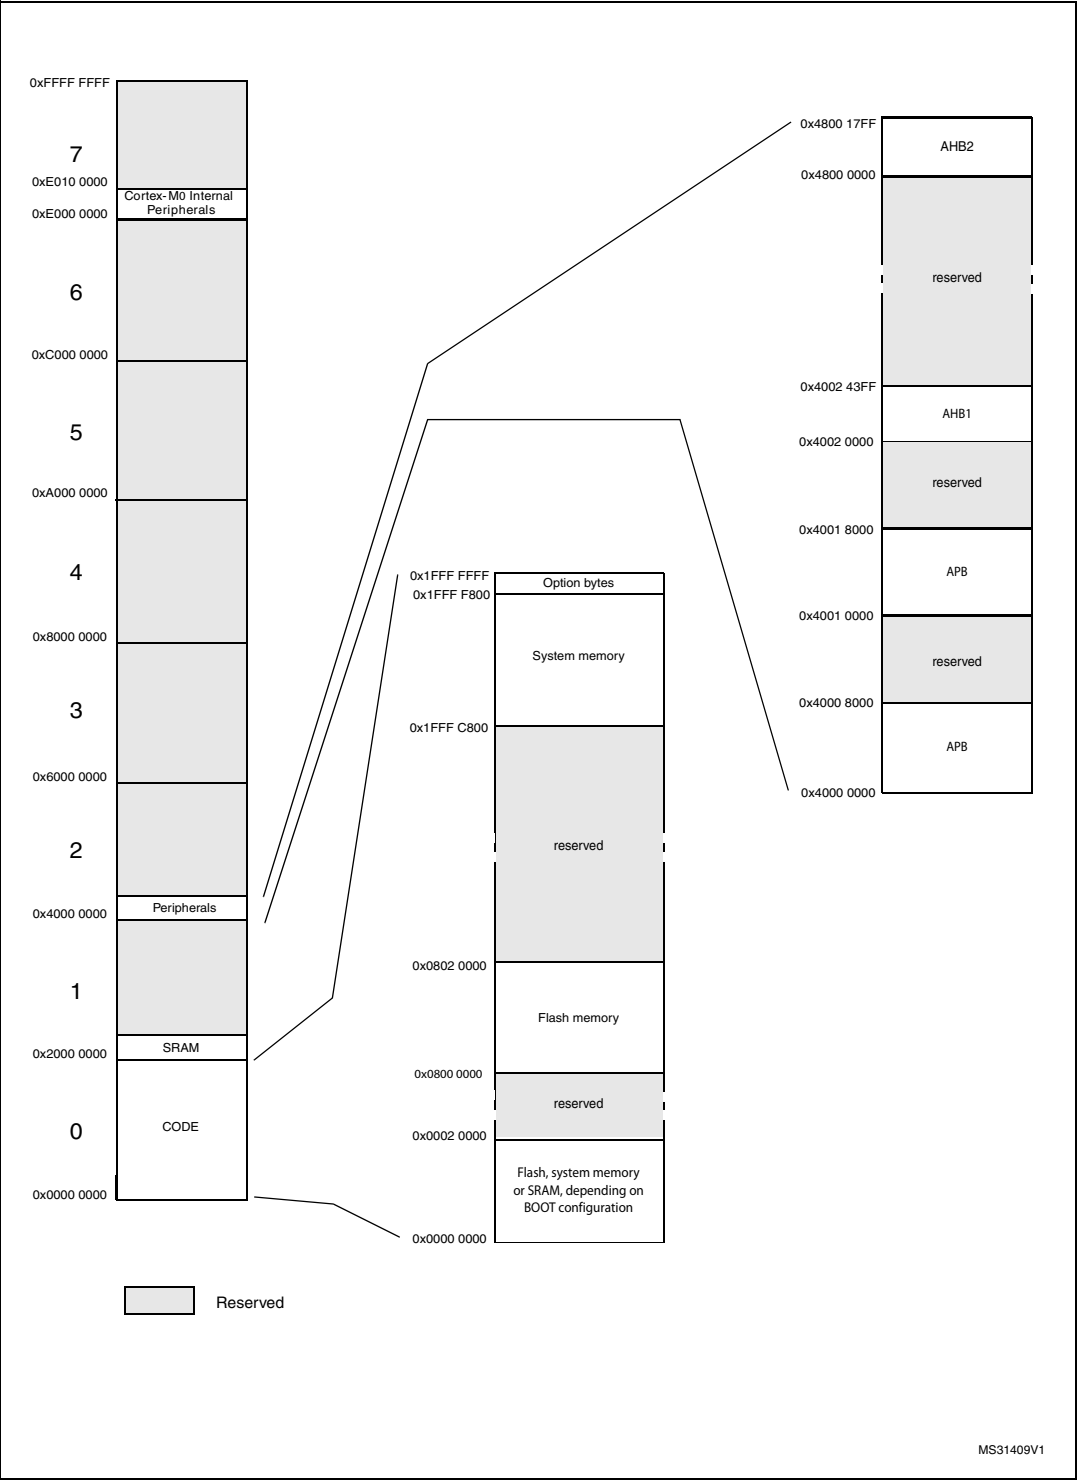 0xFFFF FFFF
7
0xE010 0000
Cortex-M0 Internal
Peripherals
0xE000 0000
6
0xC000 0000
5
0xA000 0000
4
0x8000 0000
3
0x6000 0000
2
Peripherals
0x4000 0000
1
SRAM
0x2000 0000
CODE
0
0x0000 0000
0x1FFF FFFF
Option bytes
0x1FFF F800
System memory
0x1FFF C800
reserved
0x0802 0000
Flash memory
0x0800 0000
reserved
0x0002 0000
Flash, system memory
or SRAM, depending on
BOOT configuration
0x0000 0000
0x4800 17FF
AHB2
0x4800 0000
reserved
0x4002 43FF
AHB1
0x4002 0000
reserved
0x4001 8000
APB
0x4001 0000
reserved
0x4000 8000
APB
0x4000 0000
Reserved
MS31409V1